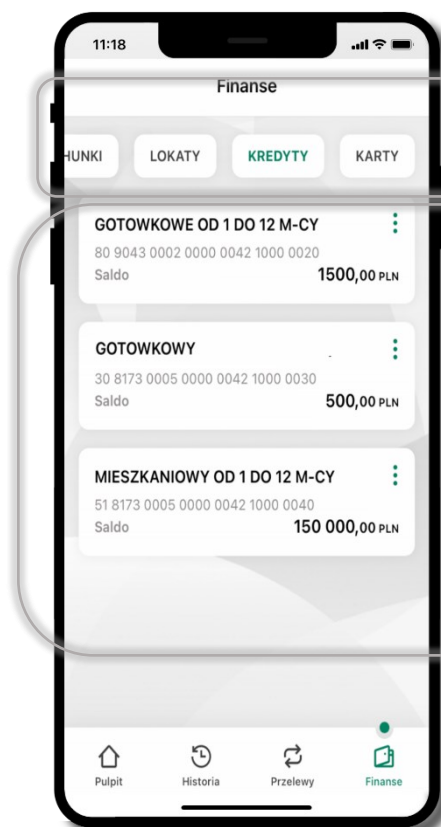 11:18
Finanse
HUNKI LOKATY KREDYTY KARTY
GOTOWKOWE OD 1 DO 12 M-CY
80 9043 0002 0000 0042 1000 0020
Saldo 1500,00 PLN
GOTOWKOWY
30 8173 0005 0000 0042 1000 0030
Saldo 500,00 PLN
MIESZKANIOWY OD 1 DO 12 M-CY
51 8173 0005 0000 0042 1000 0040
Saldo 150 000,00 PLN
Pulpit Historia Przelewy Finanse